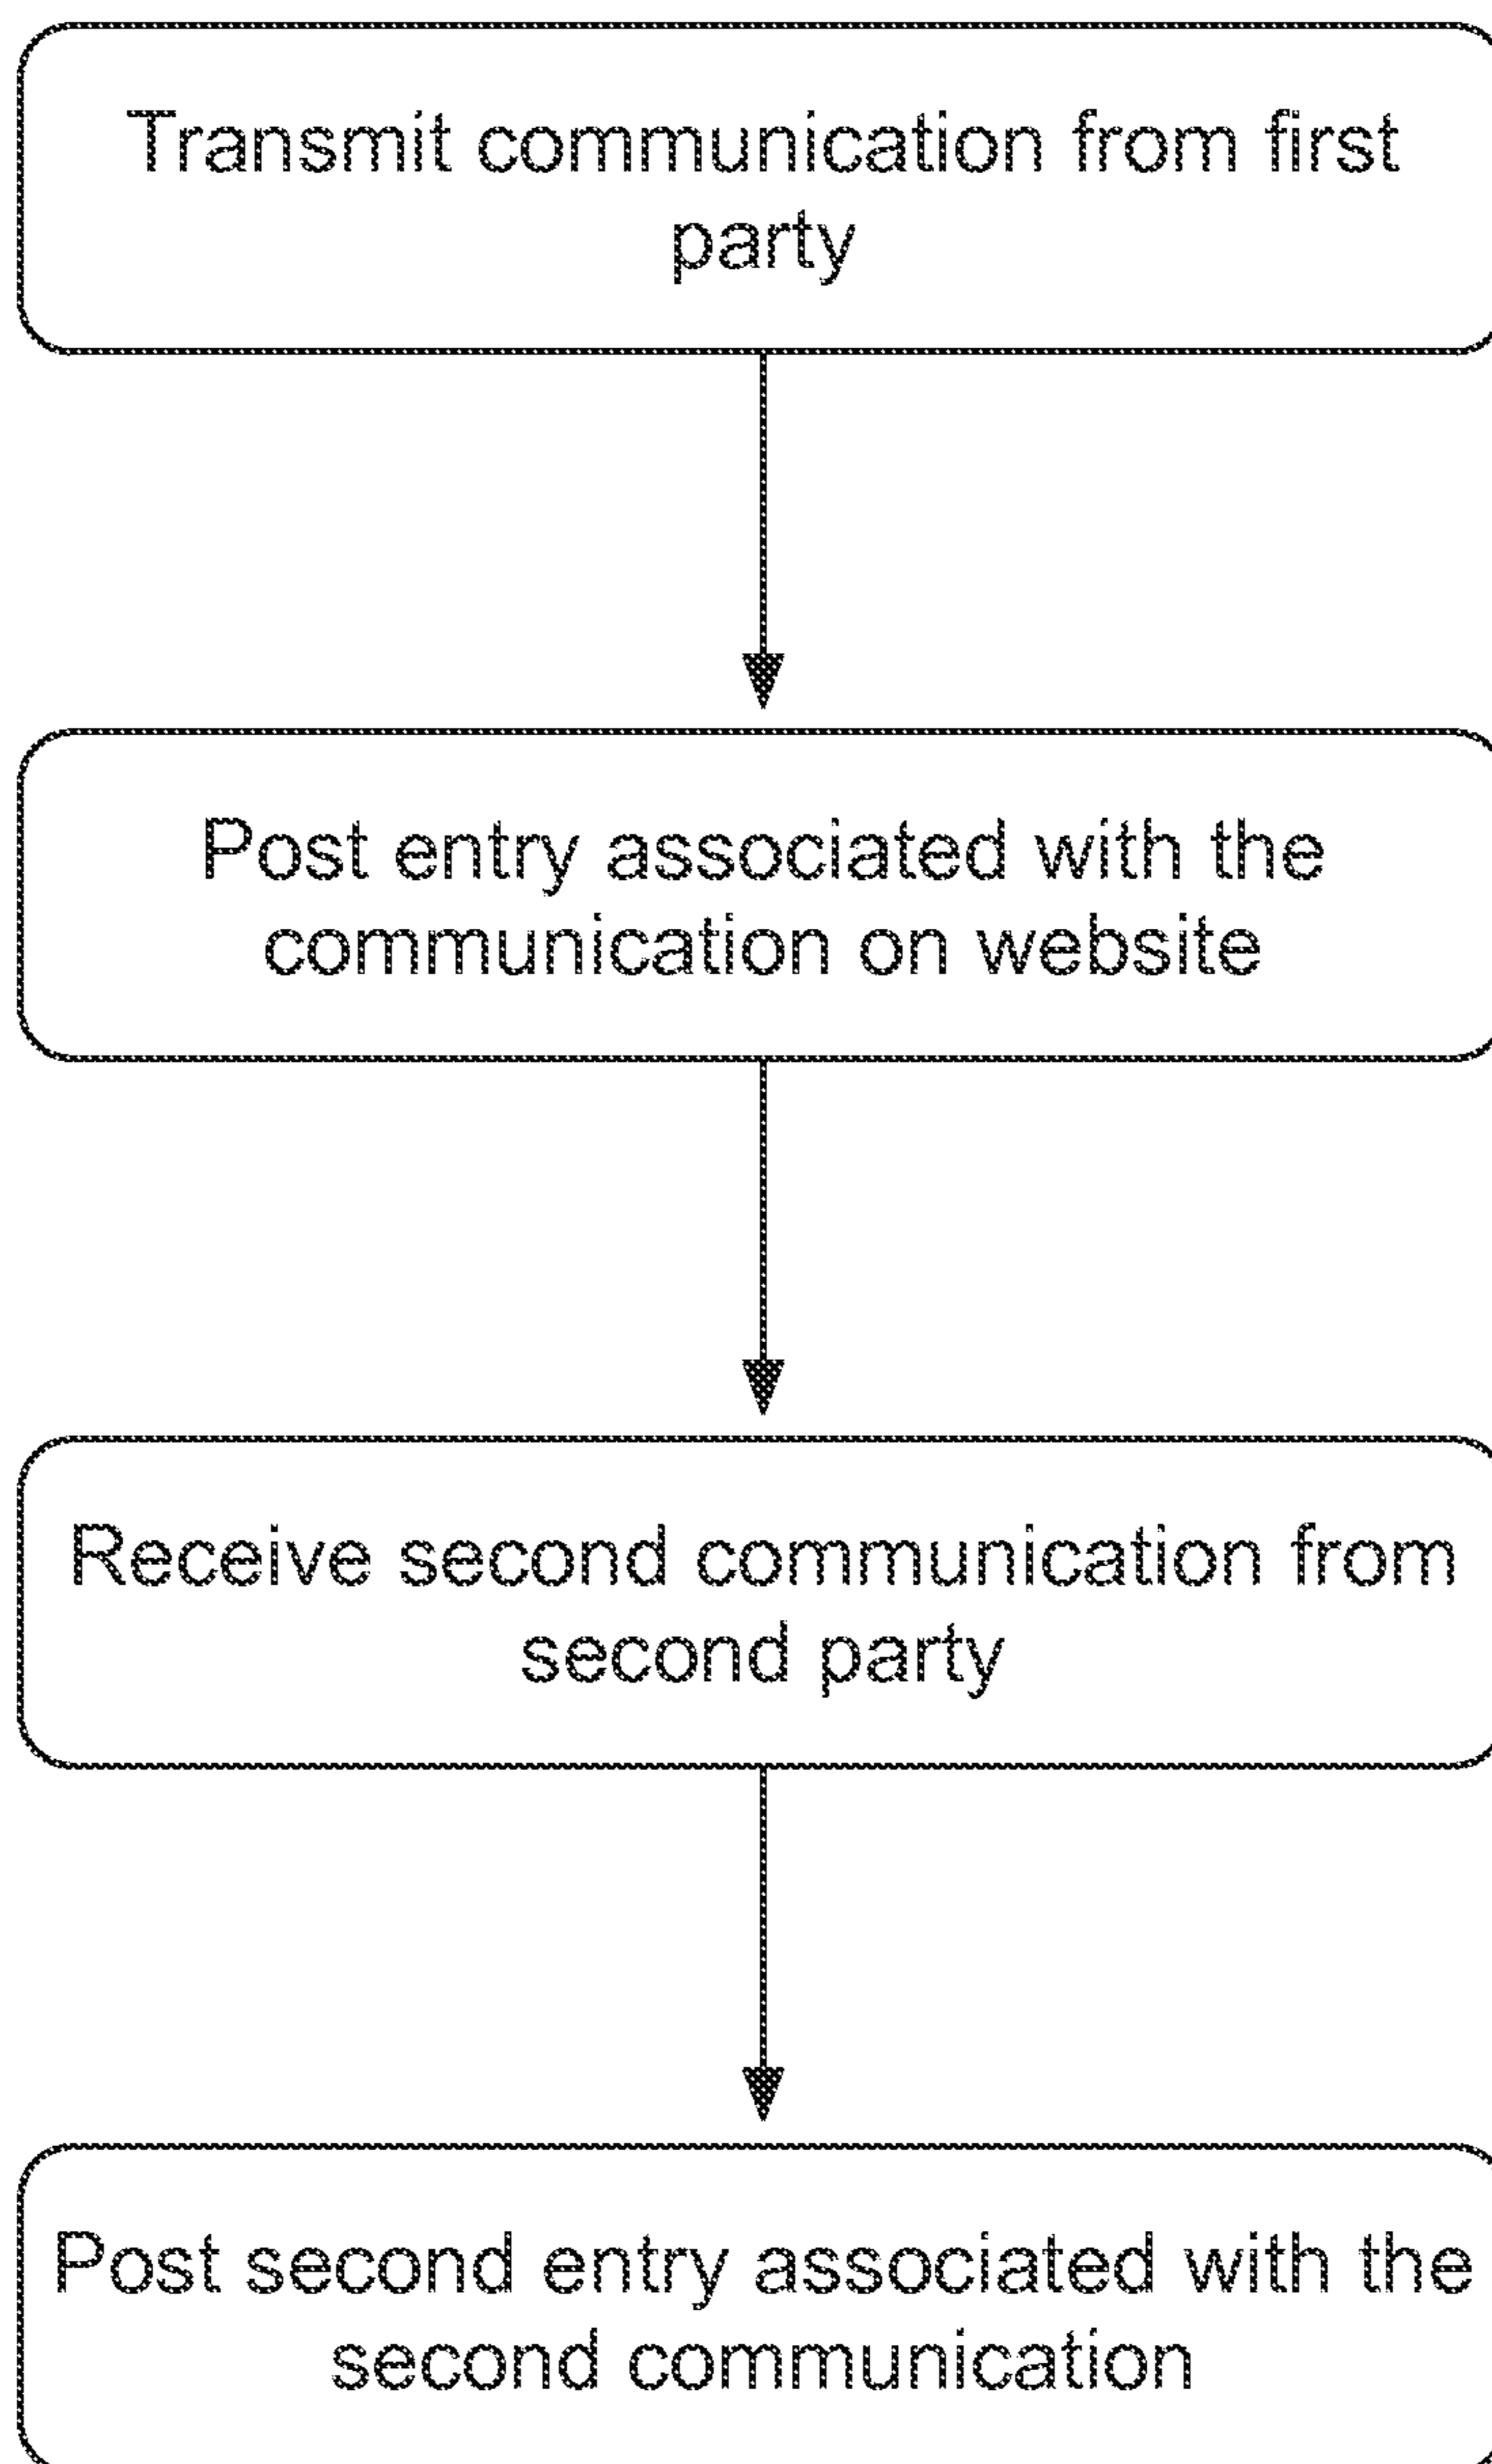 Transmit communication from first
party
Post entry associated with the
communication on website
Receive second communication from
second party
Post second entry associated with the
second communication